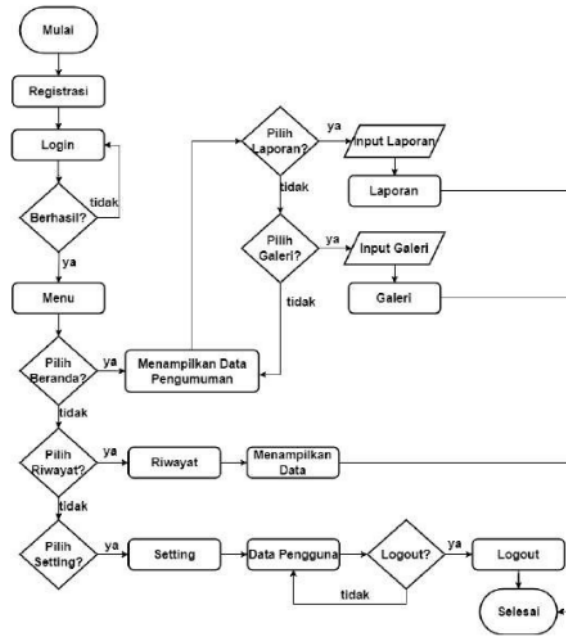 Mulai
Registrasi
Login
tidak
Berhasil?
ya
Menu
Pilih
Beranda?
ya
Menampilkan Data
Pengumuman
tidak
Pilih
Laporan?
ya
Input Laporan
Laporan
tidak
Pilih
Galeri?
ya
Input Galeri
Galeri
tidak
Pilih
Riwayat?
ya
Riwayat
Menampilkan
Data
tidak
Pilih
Setting?
ya
Setting
Data Pengguna
Logout?
ya
Logout
tidak
Selesai